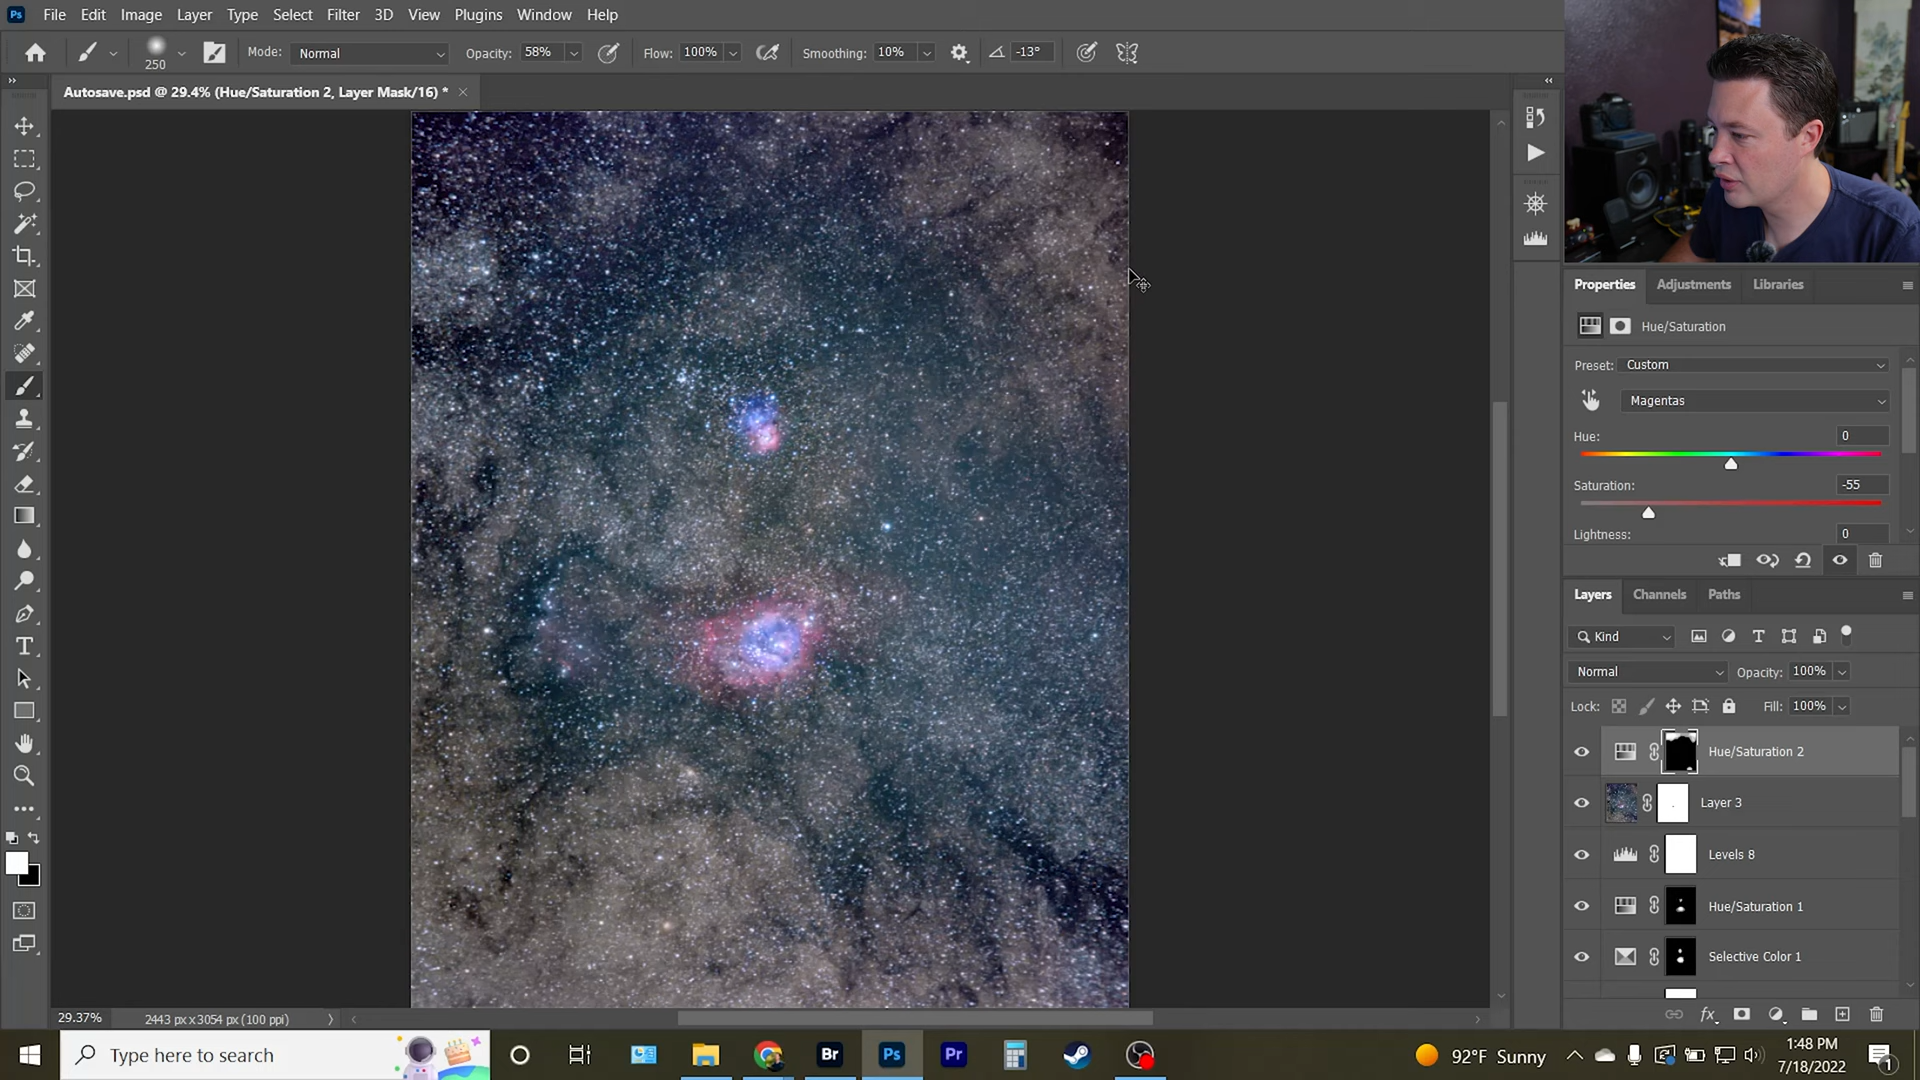 File Edit Image Layer Type Select Filter 3D View Plugins Window Help
250 Mode: Normal Opacity: 58% Flow: 100% Smoothing: 10% -13°
Autosave.psd @ 29.4% (Hue/Saturation 2, Layer Mask/16) *
Properties Adjustments Libraries
Hue/Saturation
Preset: Custom
Magentas
Hue: 0
Saturation: -55
Lightness: 0
Layers Channels Paths
Kind
Normal Opacity: 100%
Lock: Fill: 100%
Hue/Saturation 2
Layer 3
Levels 8
Hue/Saturation 1
Selective Color 1
29.37% 2443 px x 3054 px (100 ppi)
Type here to search
Br Ps Pr
92°F Sunny
1:48 PM
7/18/2022
1